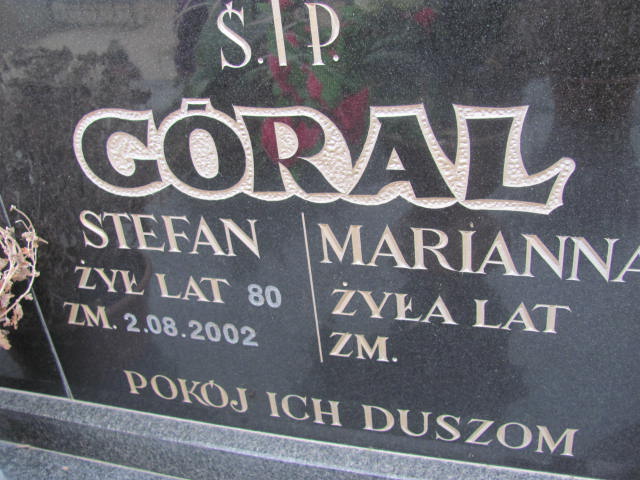 Ś. P.
GÓRAL
STEFAN
ŻYŁ LAT 80
ZM. 2.08.2002
MARIANNA
ŻYŁA LAT
ZM.
POKÓJ ICH DUSZOM